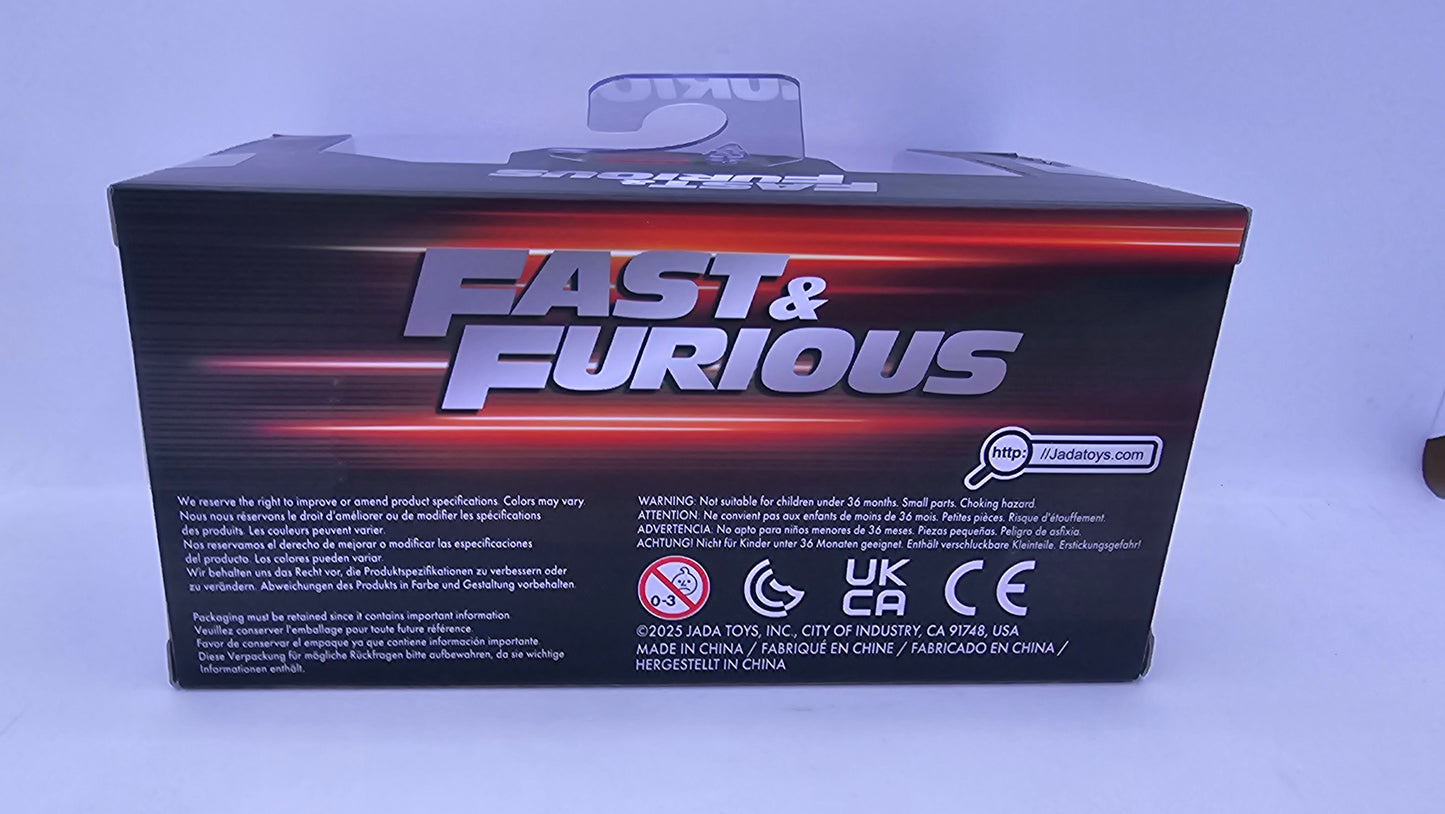 FURIO
FAST &
FURIOUS
FAST &
FURIOUS
http: //Jadatoys.com
We reserve the right to improve or amend product specifications. Colors may vary.
Nous nous réservons le droit d'améliorer ou de modifier les spécifications
des produits. Les couleurs peuvent varier.
Nos reservamos el derecho de mejorar o modificar las especificaciones
del producto. Los colores pueden variar.
Wir behalten uns das Recht vor, die Produktspezifikationen zu verbessern oder
zu verändern. Abweichungen des Produkts in Farbe und Gestaltung vorbehalten.
Packaging must be retained since it contains important information.
Veuillez conserver l'emballage pour toute future référence.
Favor de conservar el empaque ya que contiene información importante.
Diese Verpackung für mögliche Rückfragen bitte aufbewahren, da sie wichtige
Informationen enthält.
WARNING: Not suitable for children under 36 months. Small parts. Choking hazard.
ATTENTION: Ne convient pas aux enfants de moins de 36 mois. Petites pièces. Risque d'étouffement.
ADVERTENCIA: No apto para niños menores de 36 meses. Piezas pequeñas. Peligro de asfixia.
ACHTUNG! Nicht für Kinder unter 36 Monaten geeignet. Enthält verschluckbare Kleinteile. Erstickungsgefahr!
0-3
UK
CA
CE
©2025 JADA TOYS, INC., CITY OF INDUSTRY, CA 91748, USA
MADE IN CHINA / FABRIQUÉ EN CHINE / FABRICADO EN CHINA /
HERGESTELLT IN CHINA